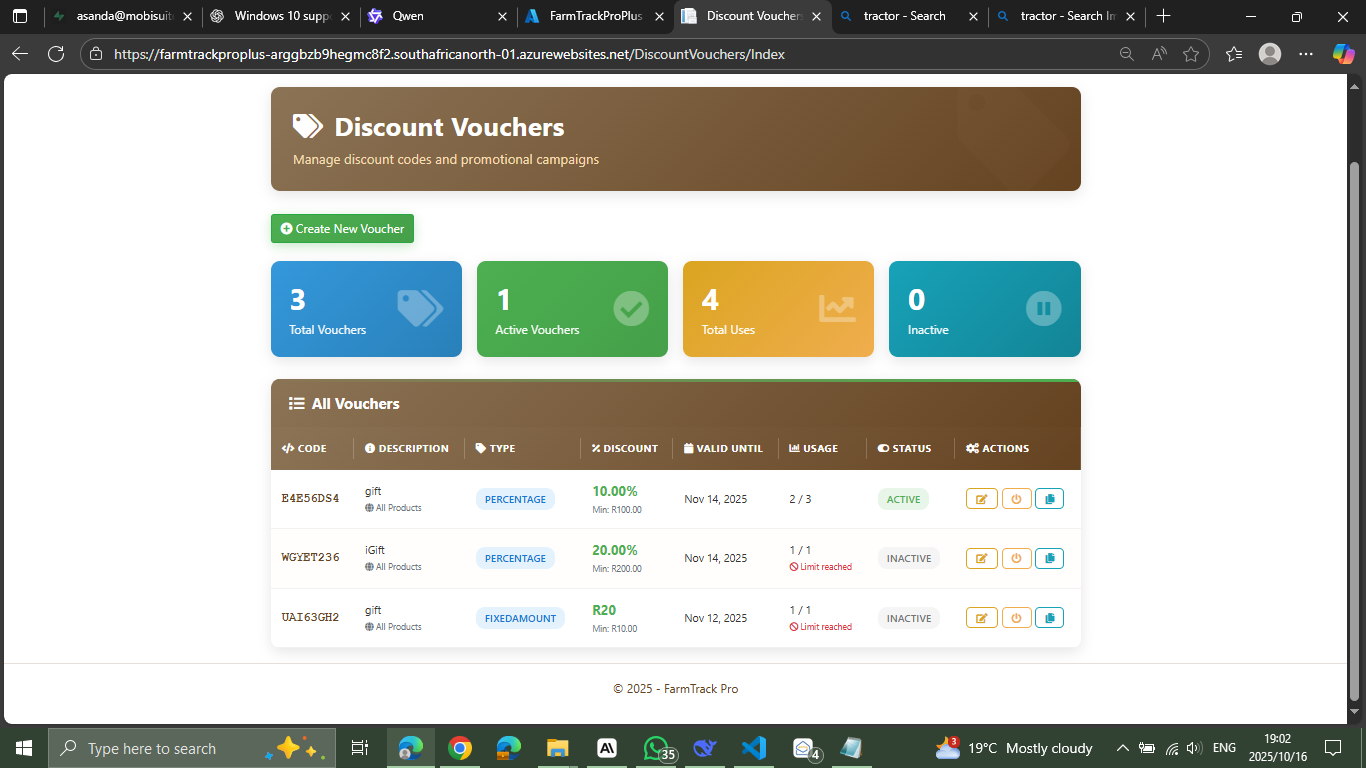 asanda@mobisuite
Windows 10 supp
Qwen
FarmTrackProPlus
Discount Vouchers
tractor - Search
tractor - Search Im
https://farmtrackproplus-arggbzb9hegmc8f2.southafricanorth-01.azurewebsites.net/DiscountVouchers/Index
Discount Vouchers
Manage discount codes and promotional campaigns
Create New Voucher
3
Total Vouchers
1
Active Vouchers
4
Total Uses
0
Inactive
All Vouchers
CODE DESCRIPTION TYPE DISCOUNT VALID UNTIL USAGE STATUS ACTIONS
E4E56DS4 gift PERCENTAGE 10.00% Nov 14, 2025 2 / 3 ACTIVE
All Products Min: R100.00
WGYET236 iGift PERCENTAGE 20.00% Nov 14, 2025 1 / 1 INACTIVE
All Products Min: R200.00 Limit reached
UAI63GH2 gift FIXEDAMOUNT R20 Nov 12, 2025 1 / 1 INACTIVE
All Products Min: R10.00 Limit reached
© 2025 - FarmTrack Pro
Type here to search
35
4
3
19°C Mostly cloudy
ENG
19:02
2025/10/16